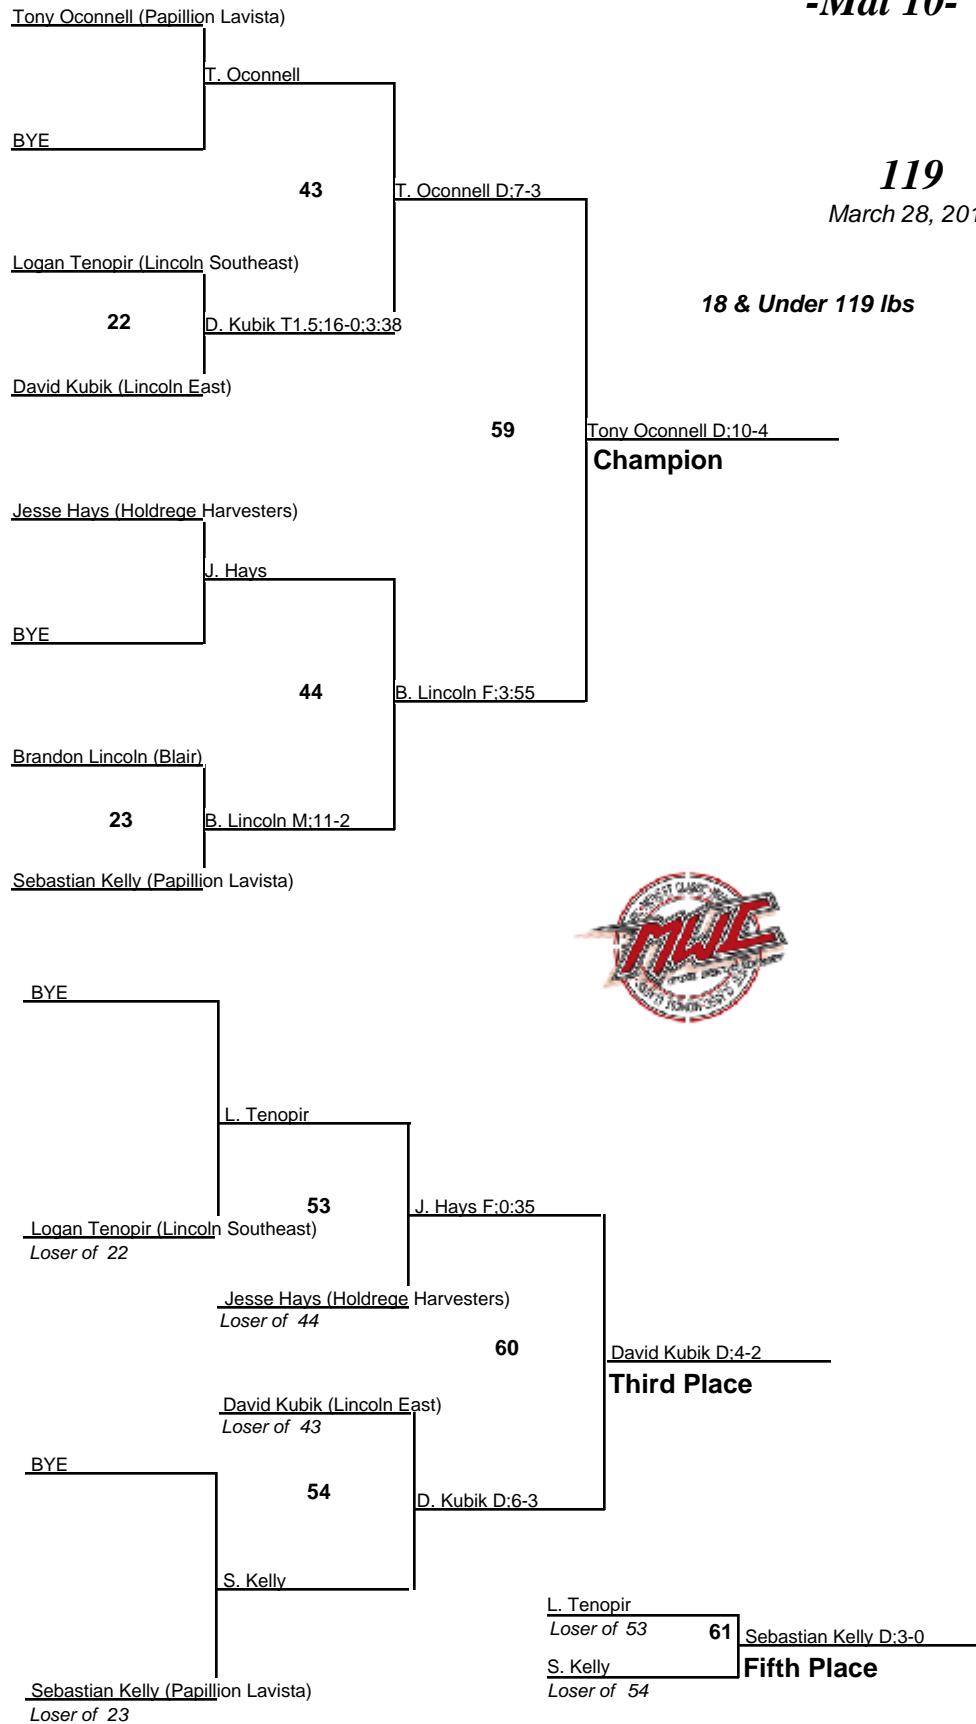 -Mat 10-
Tony Oconnell (Papillion Lavista)
T. Oconnell
BYE
119
43
T. Oconnell D;7-3
March 28, 201
Logan Tenopir (Lincoln Southeast)
18 & Under 119 lbs
22
D. Kubik T1.5;16-0;3:38
David Kubik (Lincoln East)
59
Tony Oconnell D;10-4
Champion
Jesse Hays (Holdrege Harvesters)
J. Hays
BYE
44
B. Lincoln F;3:55
Brandon Lincoln (Blair)
23
B. Lincoln M;11-2
Sebastian Kelly (Papillion Lavista)
MWC
BYE
L. Tenopir
53
J. Hays F;0:35
Logan Tenopir (Lincoln Southeast)
Loser of 22
Jesse Hays (Holdrege Harvesters)
Loser of 44
60
David Kubik D;4-2
Third Place
David Kubik (Lincoln East)
Loser of 43
BYE
54
D. Kubik D;6-3
S. Kelly
L. Tenopir
Loser of 53
61
Sebastian Kelly D;3-0
Fifth Place
S. Kelly
Loser of 54
Sebastian Kelly (Papillion Lavista)
Loser of 23